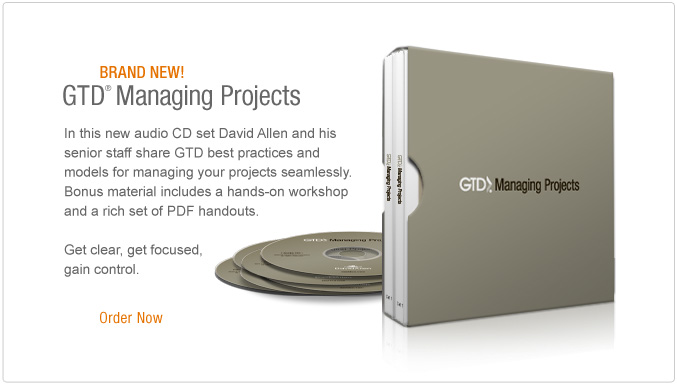 BRAND NEW!
GTD® Managing Projects
In this new audio CD set David Allen and his
senior staff share GTD best practices and
models for managing your projects seamlessly.
Bonus material includes a hands-on workshop
and a rich set of PDF handouts.
Get clear, get focused,
gain control.
Order Now
GTD Managing Pro
GTD Managing Projects
GTD Managing Projects
GTD Managing Projects